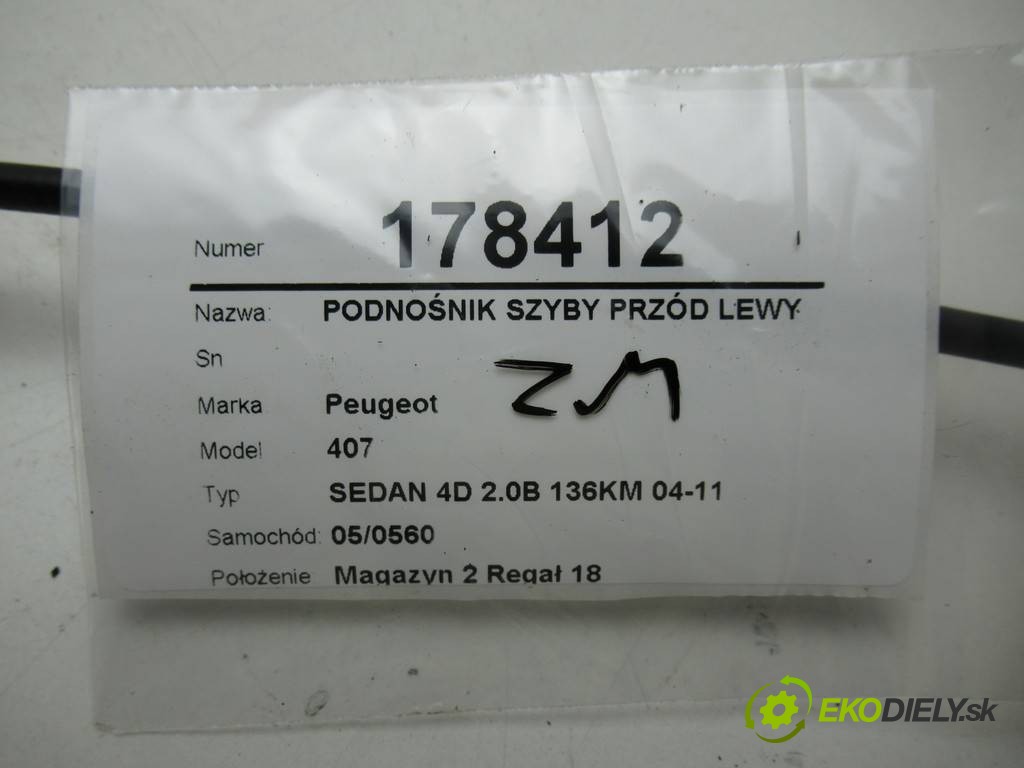 Numer 178412
Nazwa: PODNOŚNIK SZYBY PRZÓD LEWY
Sn
ZM
Marka Peugeot
Model 407
Typ SEDAN 4D 2.0B 136KM 04-11
Samochód: 05/0560
Położenie Magazyn 2 Regał 18
EKODIELY.sk